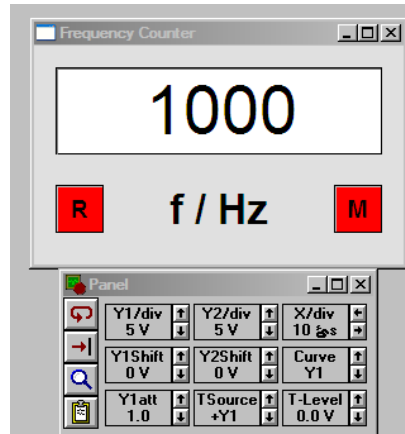 Frequency Counter
1000
R f / Hz M
Panel
Y1/div Y2/div X/div
5 V 5 V 10
Y1Shift Y2Shift Curve
0 V 0 V Y1
Y1att TSource T-Level
1.0 +Y1 0.0 V